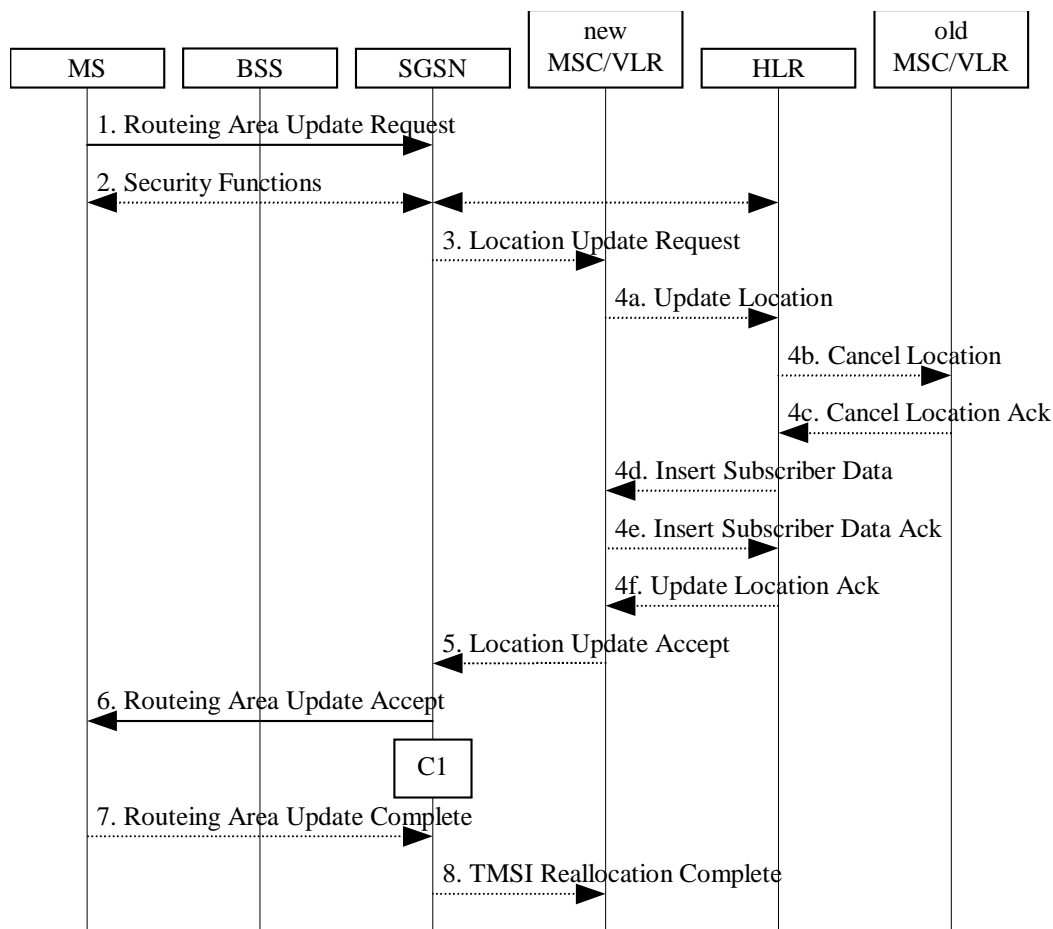 new
MSC/VLR
old
MSC/VLR
MS
BSS
SGSN
HLR
1. Routeing Area Update Request
2. Security Functions
3. Location Update Request
4a. Update Location
4b. Cancel Location
4c. Cancel Location Ack
4d. Insert Subscriber Data
4e. Insert Subscriber Data Ack
4f. Update Location Ack
5. Location Update Accept
6. Routeing Area Update Accept
C1
7. Routeing Area Update Complete
8. TMSI Reallocation Complete